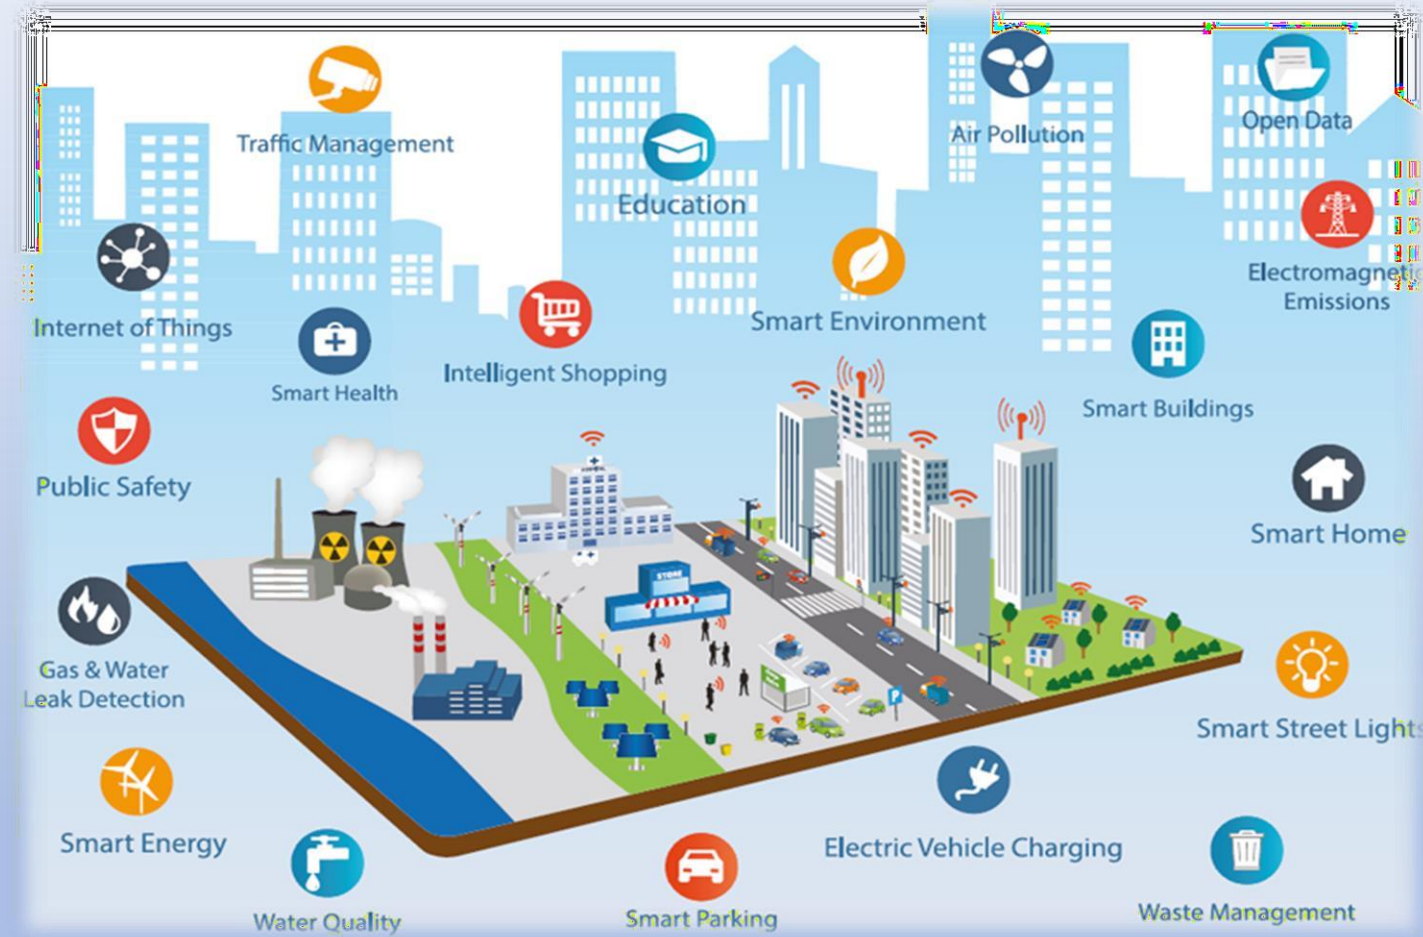 Traffic Management
Education
Air Pollution
Open Data
Internet of Things
Smart Health
Intelligent Shopping
Smart Environment
Electromagnetic
Emissions
Smart Buildings
Public Safety
Smart Home
STORE
Gas & Water
Leak Detection
P
Smart Street Lights
Smart Energy
Electric Vehicle Charging
Water Quality
Smart Parking
Waste Management